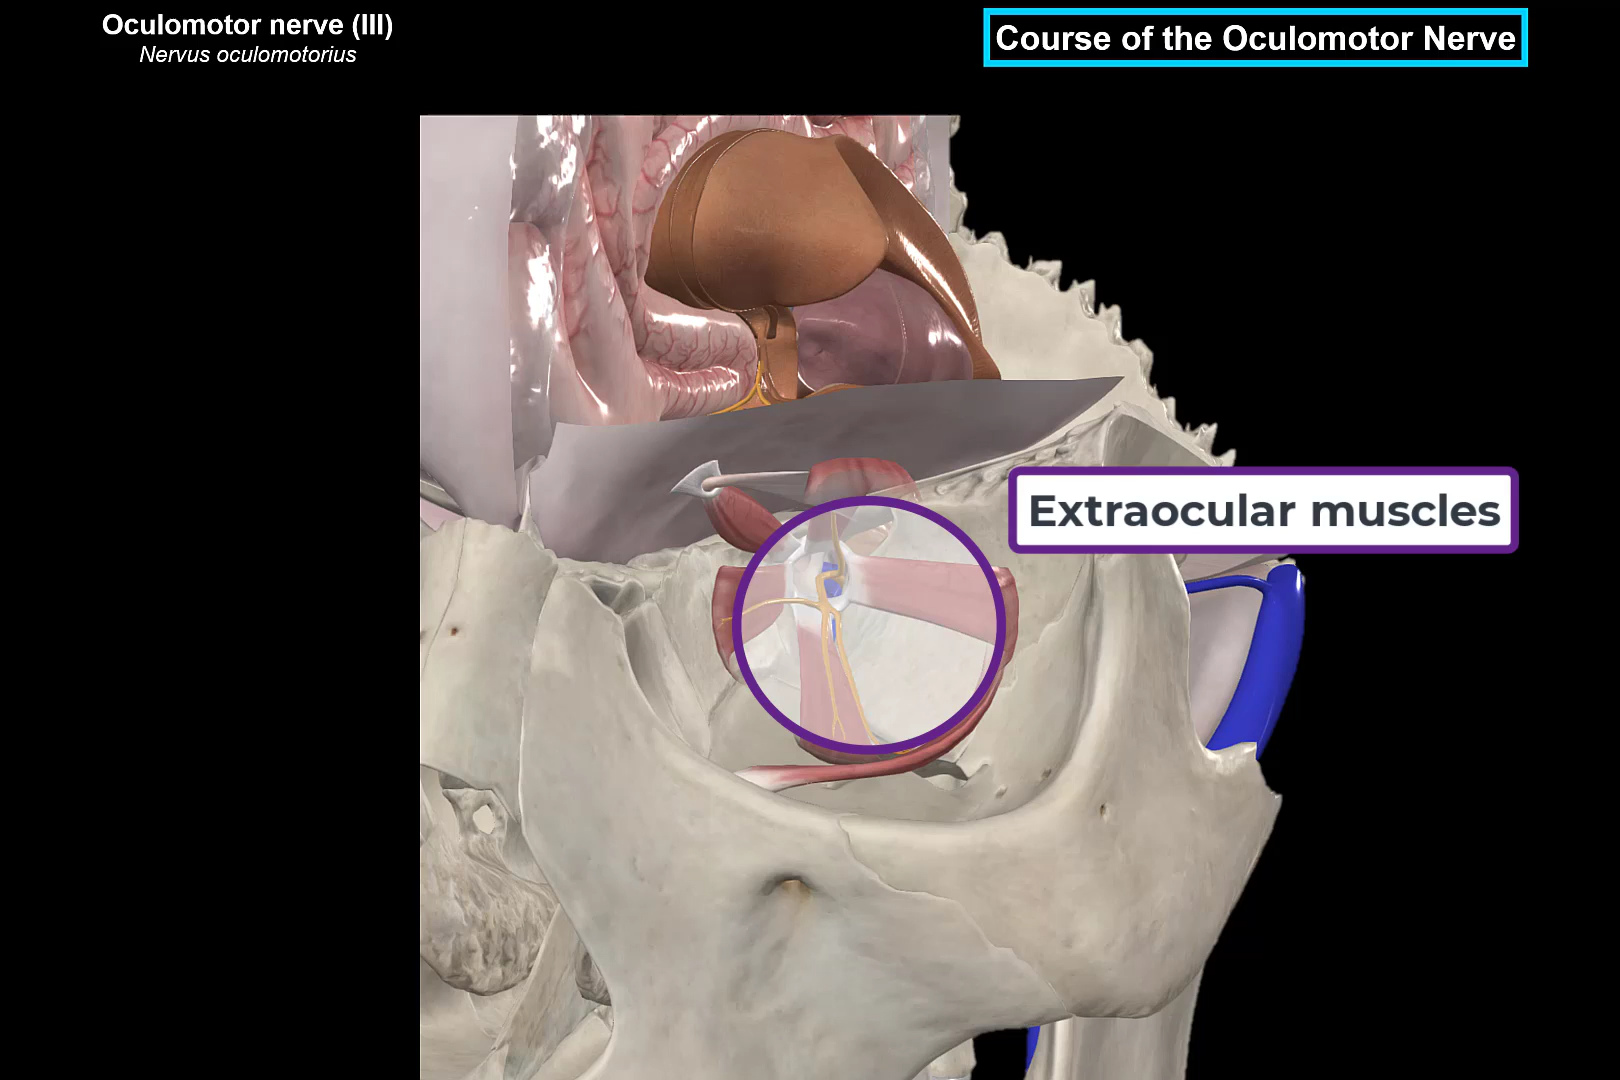 Oculomotor nerve (III)
Nervus oculomotorius
Course of the Oculomotor Nerve
Extraocular muscles